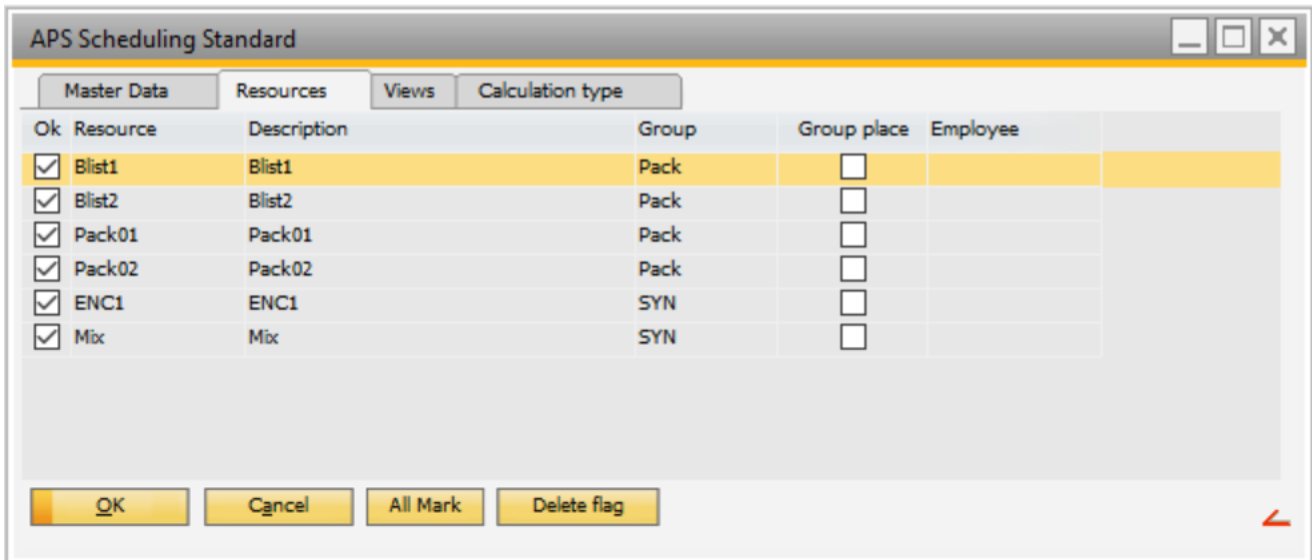 APS Scheduling Standard
Master Data Resources Views Calculation type
Ok Resource Description Group Group place Employee
Blist1 Blist1 Pack
Blist2 Blist2 Pack
Pack01 Pack01 Pack
Pack02 Pack02 Pack
ENC1 ENC1 SYN
Mix Mix SYN
OK Cancel All Mark Delete flag